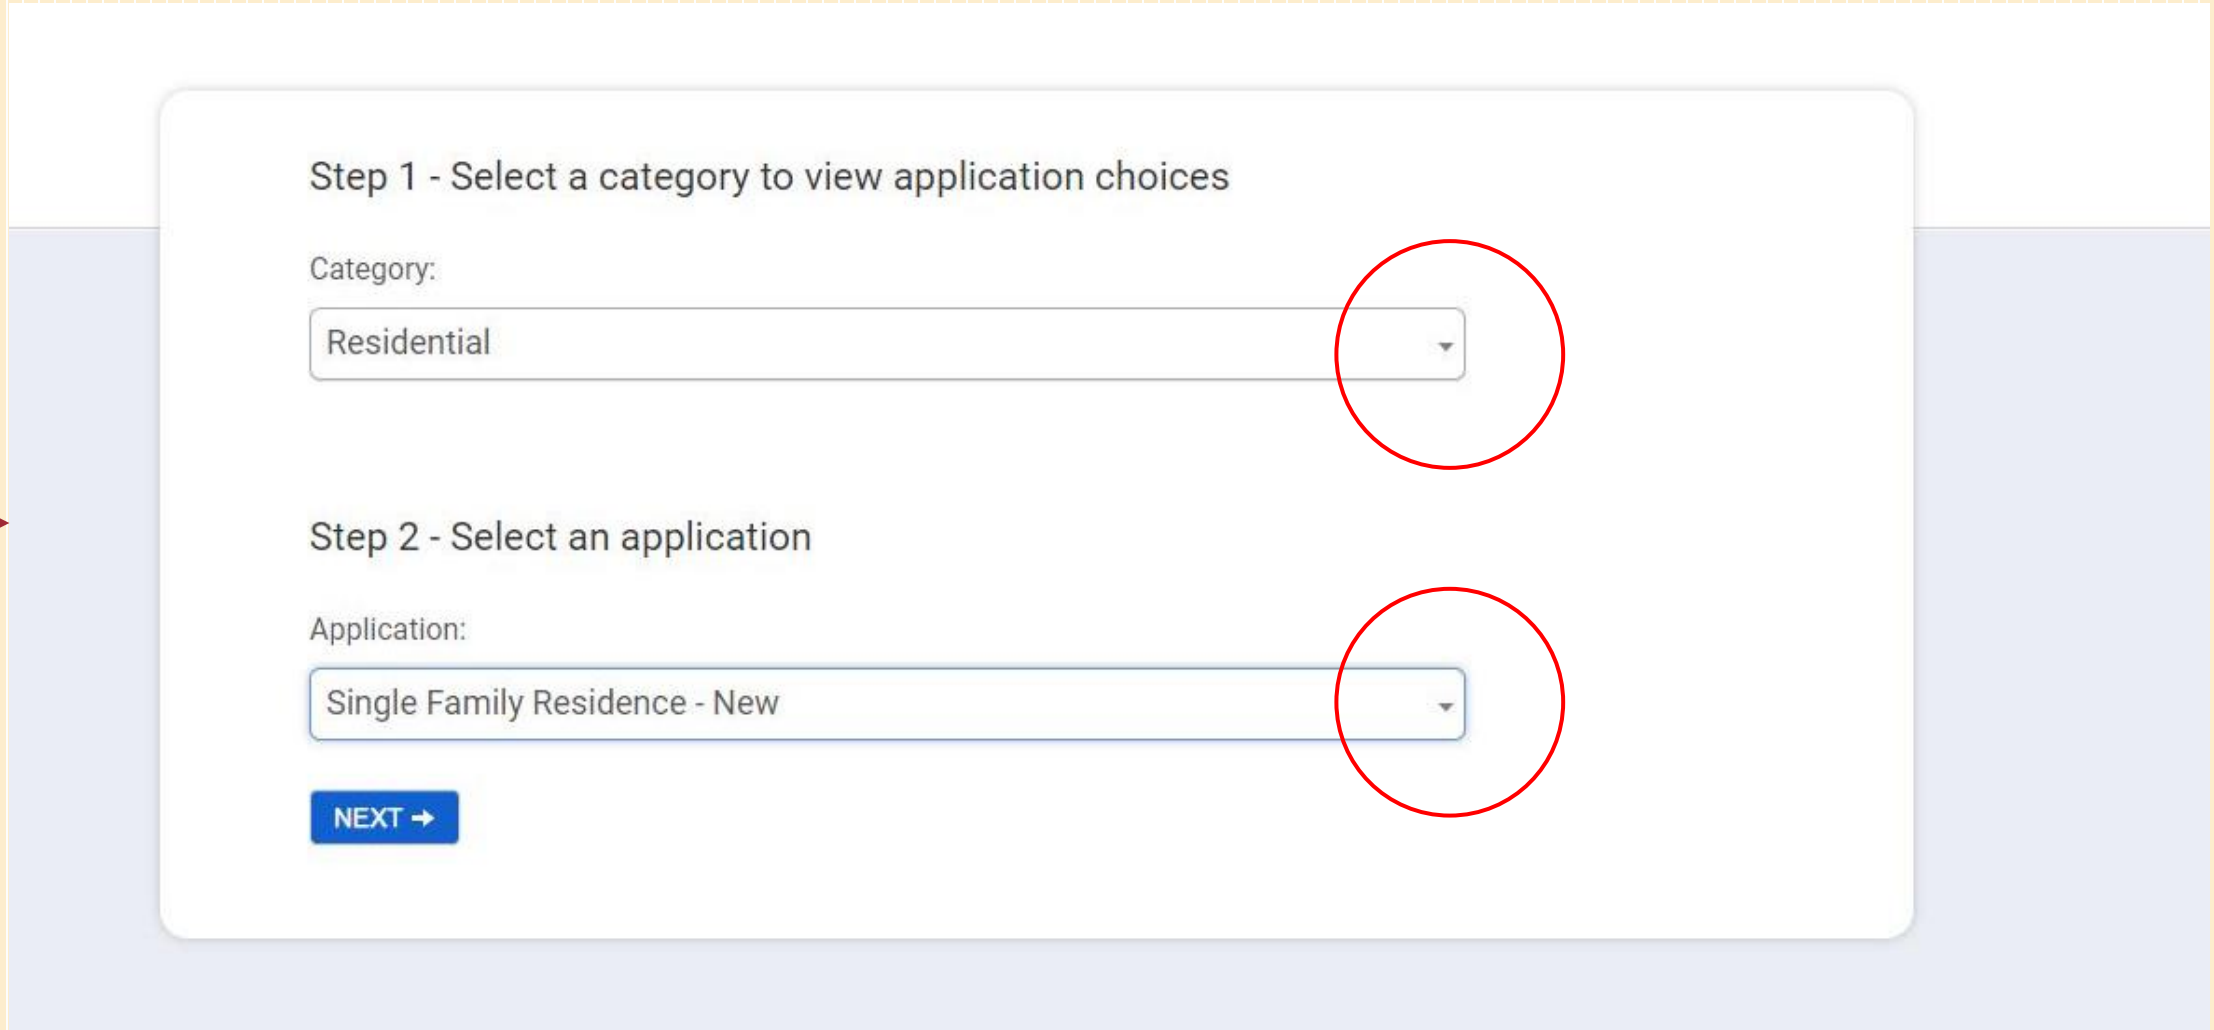 Step 1 - Select a category to view application choices
Category:
Residential
Step 2 - Select an application
Application:
Single Family Residence - New
NEXT →